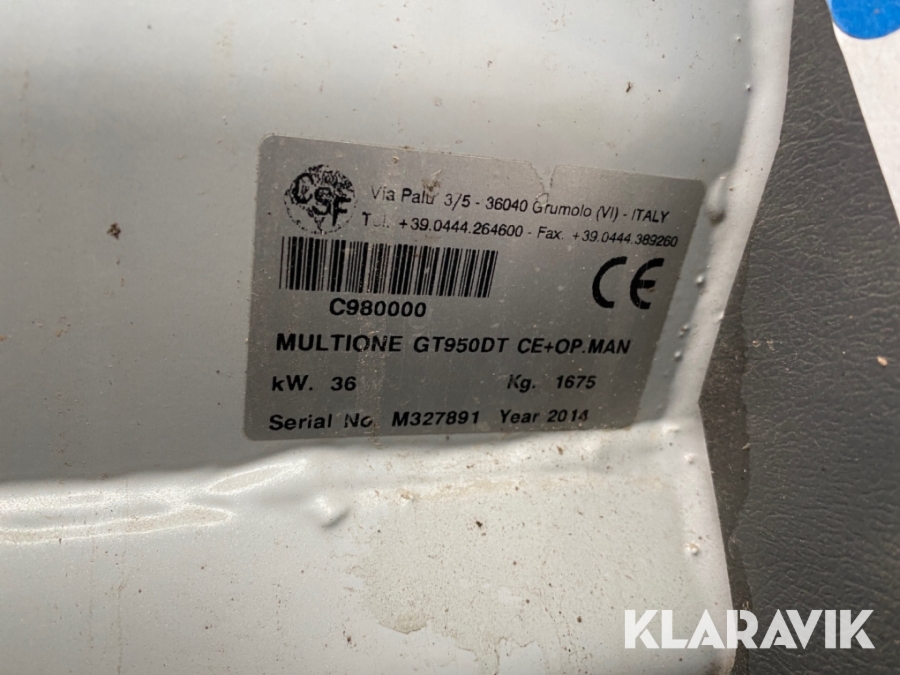 CSF
Via Palu' 3/5 - 36040 Grumolo (VI) - ITALY
Tel. +39.0444.264600 - Fax. +39.0444.389260
CE
C980000
MULTIONE GT950DT CE+OP.MAN
kW. 36 Kg. 1675
Serial No. M327891 Year 2014
KLARAVIK